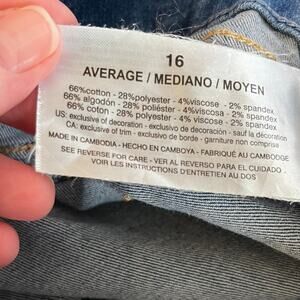 16
AVERAGE / MEDIANO / MOYEN
66%cotton - 28%polyester - 4%viscose - 2% spandex
66% algodón - 28% poliéster - 4%viscosa - 2% spandex
66% coton - 28% polyester - 4%viscose - 2% spandex
US: exclusive of decoration - exclusivo de decoración - sauf la décoration
CA: exclusive of trim - exclusivo de borde - garniture non comprise
MADE IN CAMBODIA - HECHO EN CAMBOYA - FABRIQUÉ AU CAMBODGE
SEE REVERSE FOR CARE - VER AL REVERSO PARA EL CUIDADO -
VOIR LES INSTRUCTIONS D'ENTRETIEN AU DOS